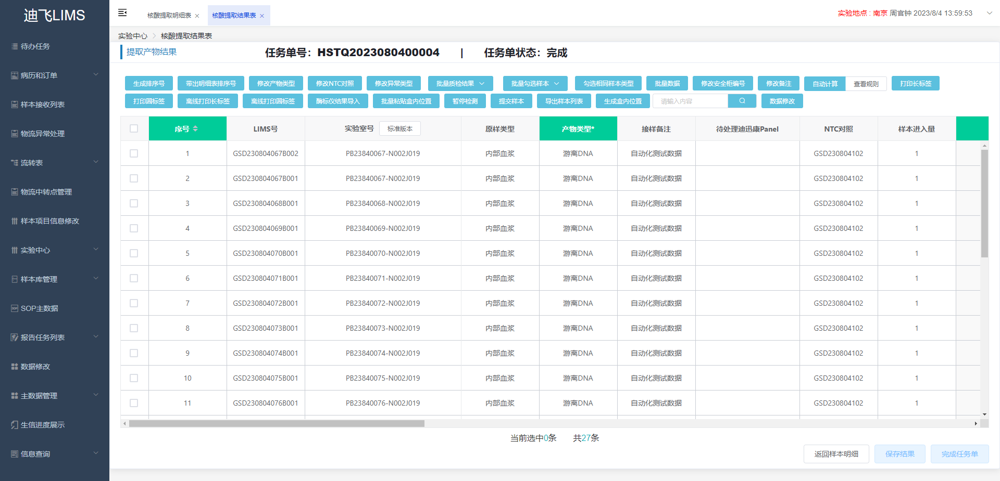 迪飞LIMS
待办任务
病历和订单
样本接收列表
物流异常处理
流转表
物流中转点管理
样本项目信息修改
实验中心
样本库管理
SOP主数据
报告任务列表
数据修改
主数据管理
生信进度展示
信息查询
核酸提取明细表 × 核酸提取结果表 ×
实验地点 : 南京 周官钟 2023/8/4 13:59:53
实验中心 > 核酸提取结果表
提取产物结果 任务单号：HSTQ2023080400004 | 任务单状态：完成
生成排序号 带出明细表排序号 修改产物类型 修改NTC对照 修改异常类型 批量质检结果 批量勾选样本 勾选相同样本类型 批量数据 修改安全柜编号 修改备注 自动计算 查看规则 打印长标签
打印圆标签 离线打印长标签 离线打印圆标签 酶标仪结果导入 批量粘贴盒内位置 暂停检测 提交样本 导出样本列表 生成盒内位置 请输入内容 数据修改
序号 LIMS号 实验室号 标准版本 原样类型 产物类型* 接样备注 待处理迪迅康Panel NTC对照 样本进入量
1 GSD230804067B002 PB23840067-N002J019 内部血浆 游离DNA 自动化测试数据 GSD230804102 1
2 GSD230804067B001 PB23840067-N002J019 内部血浆 游离DNA 自动化测试数据 GSD230804102 1
3 GSD230804068B001 PB23840068-N002J019 内部血浆 游离DNA 自动化测试数据 GSD230804102 1
4 GSD230804069B001 PB23840069-N002J019 内部血浆 游离DNA 自动化测试数据 GSD230804102 1
5 GSD230804070B001 PB23840070-N002J019 内部血浆 游离DNA 自动化测试数据 GSD230804102 1
6 GSD230804071B001 PB23840071-N002J019 内部血浆 游离DNA 自动化测试数据 GSD230804102 1
7 GSD230804072B001 PB23840072-N002J019 内部血浆 游离DNA 自动化测试数据 GSD230804102 1
8 GSD230804073B001 PB23840073-N002J019 内部血浆 游离DNA 自动化测试数据 GSD230804102 1
9 GSD230804074B001 PB23840074-N002J019 内部血浆 游离DNA 自动化测试数据 GSD230804102 1
10 GSD230804075B001 PB23840075-N002J019 内部血浆 游离DNA 自动化测试数据 GSD230804102 1
11 GSD230804076B001 PB23840076-N002J019 内部血浆 游离DNA 自动化测试数据 GSD230804102 1
当前选中0条 共27条
返回样本明细 保存结果 完成任务单